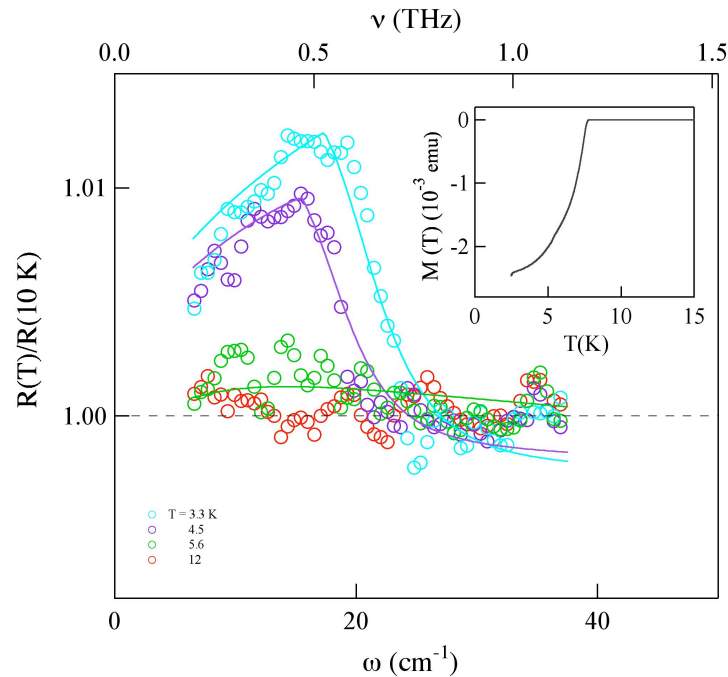 ν (THz)
0.0 0.5 1.0 1.5
1.01
1.00
R(T)/R(10 K)
0
-1
-2
M (T) (10⁻³ emu)
0 5 10 15
T(K)
T = 3.3 K
4.5
5.6
12
0 20 40
ω (cm⁻¹)